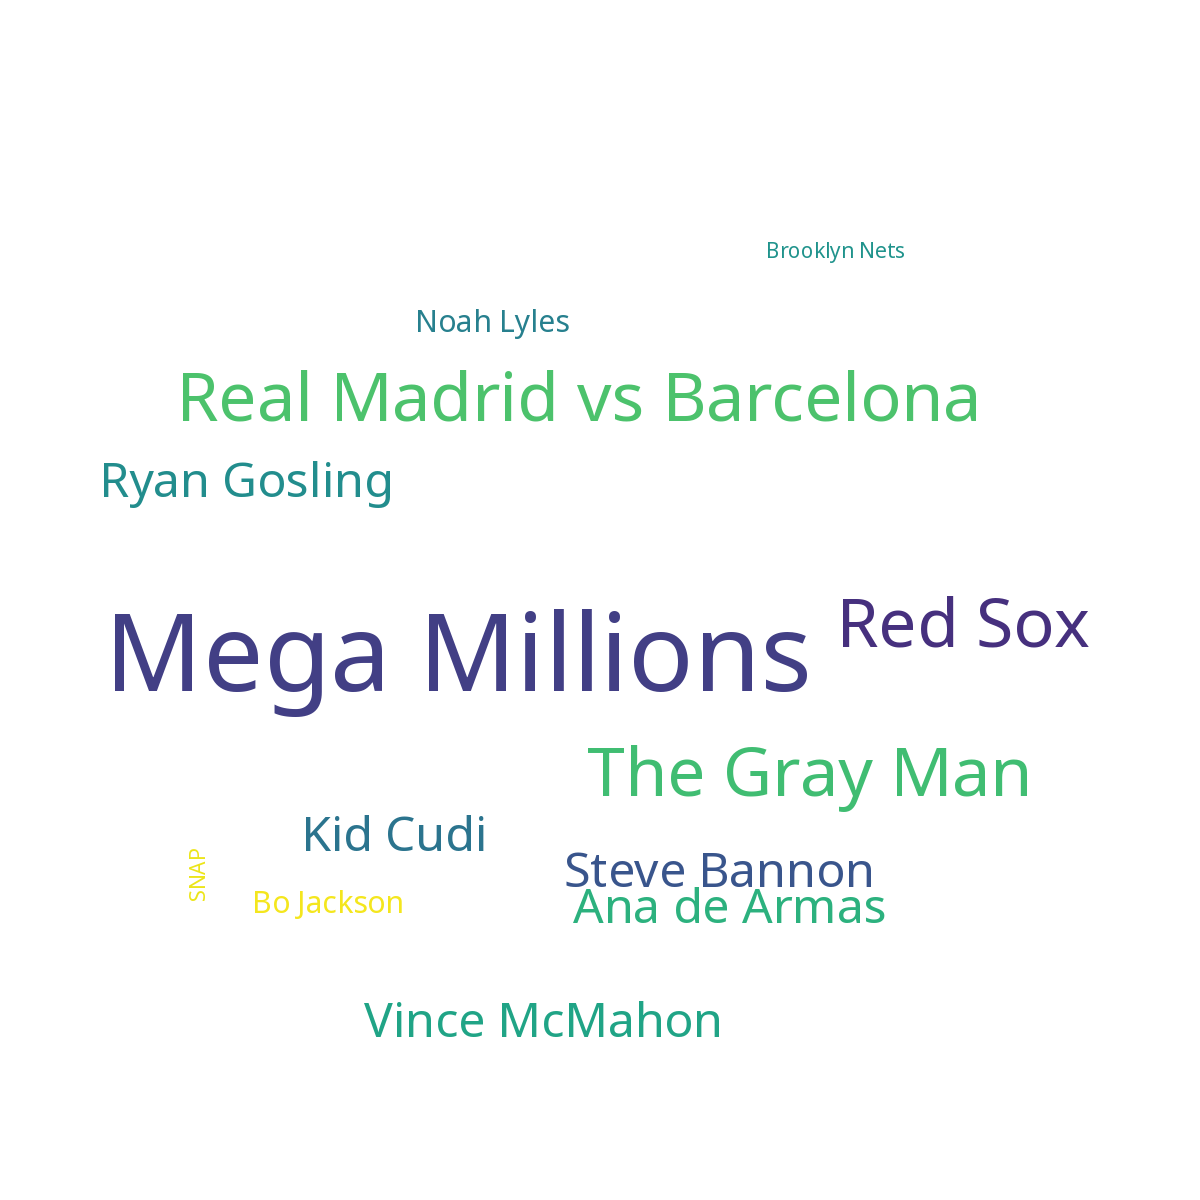 Brooklyn Nets
Noah Lyles
Real Madrid vs Barcelona
Ryan Gosling
Red Sox
Mega Millions
The Gray Man
Kid Cudi
Steve Bannon
SNAP
Bo Jackson
Ana de Armas
Vince McMahon